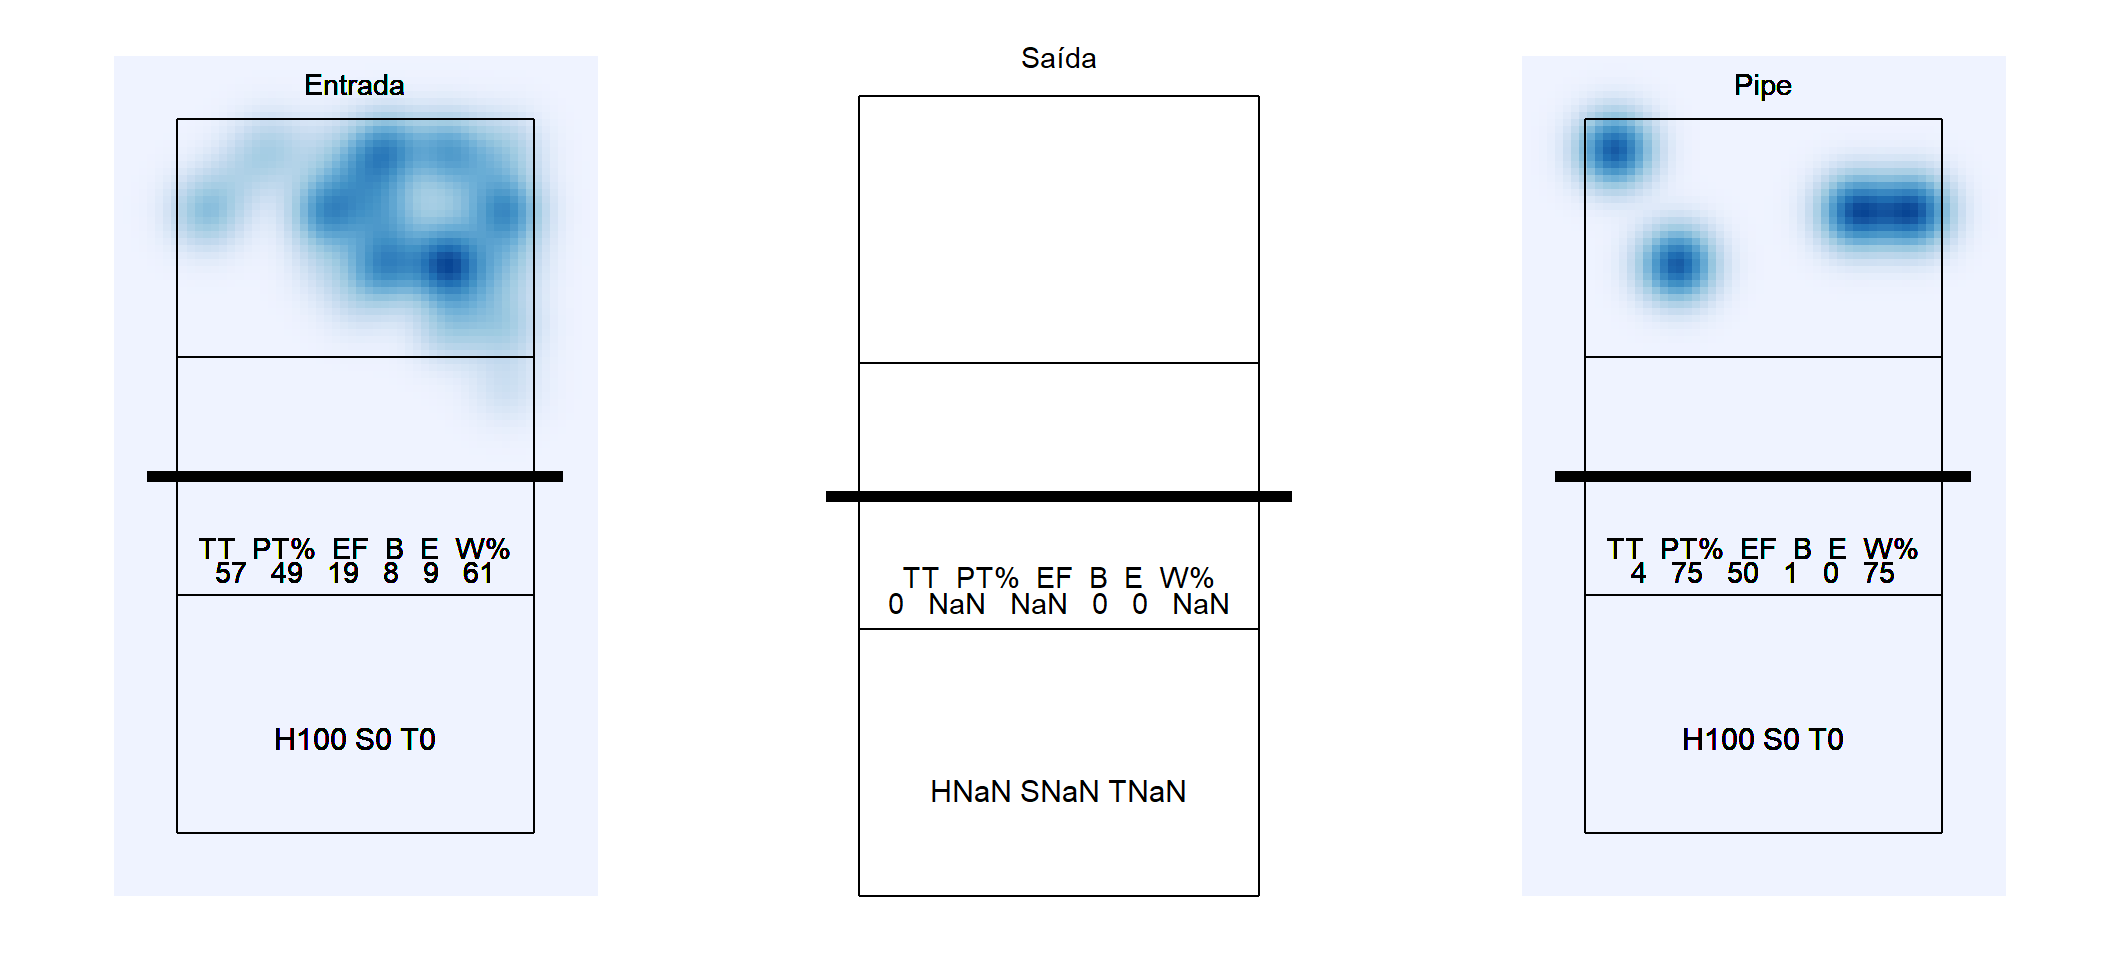 Entrada
TT PT% EF B E W%
57 49 19 8 9 61
H100 S0 T0
Saída
TT PT% EF B E W%
0 NaN NaN 0 0 NaN
HNaN SNaN TNaN
Pipe
TT PT% EF B E W%
4 75 50 1 0 75
H100 S0 T0